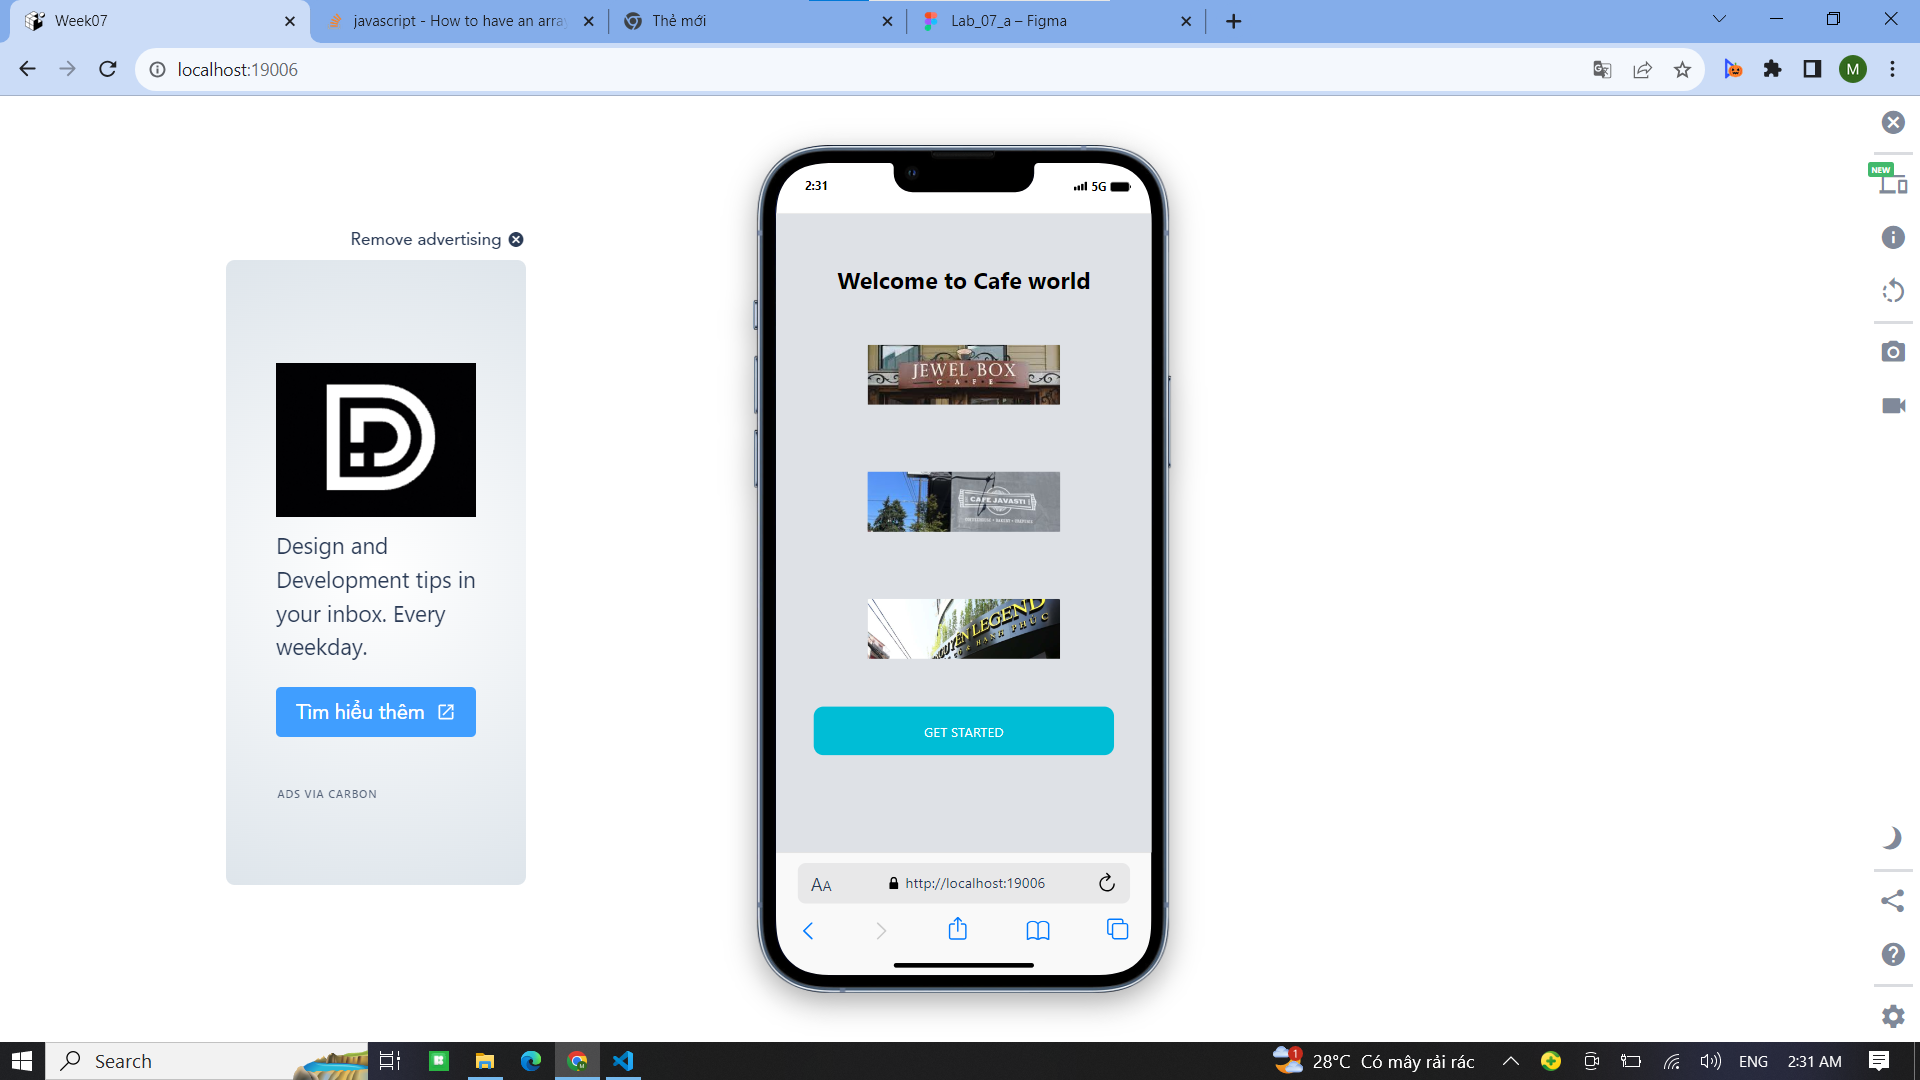 Week07
javascript - How to have an arra
Thẻ mới
Lab_07_a – Figma
localhost:19006
M
NEW
Remove advertising
Design and
Development tips in
your inbox. Every
weekday.
Tìm hiểu thêm
ADS VIA CARBON
2:31
5G
Welcome to Cafe world
JEWEL·BOX
CAFE
CAFE JAVASTI
NGUYEN LEGEND
HẠNH PHÚC
GET STARTED
AA
http://localhost:19006
Search
1
28°C Có mây rải rác
ENG
2:31 AM